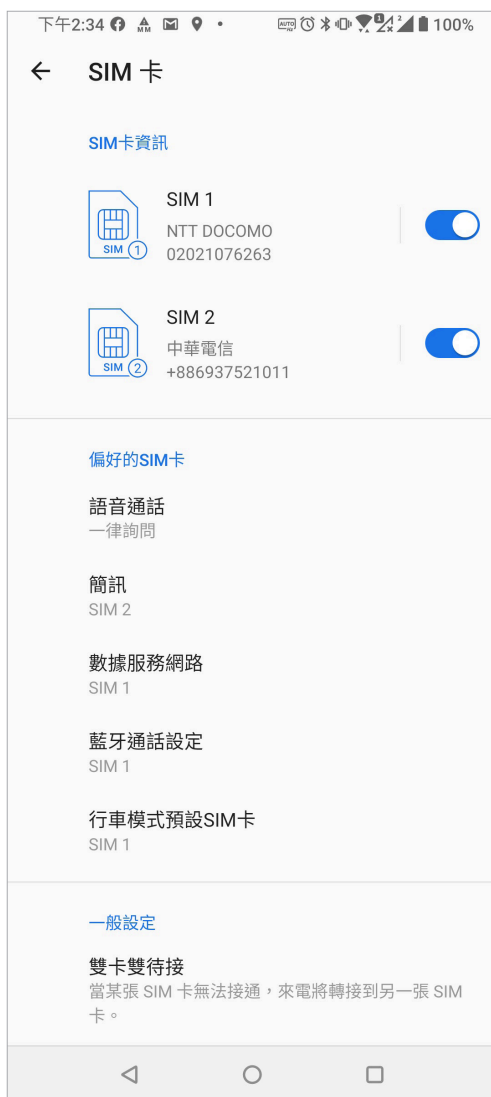 下午2:34 100%
SIM 卡
SIM卡資訊
SIM 1
NTT DOCOMO
02021076263
SIM 1
SIM 2
中華電信
+886937521011
SIM 2
偏好的SIM卡
語音通話
一律詢問
簡訊
SIM 2
數據服務網路
SIM 1
藍牙通話設定
SIM 1
行車模式預設SIM卡
SIM 1
一般設定
雙卡雙待接
當某張 SIM 卡無法接通，來電將轉接到另一張 SIM
卡。